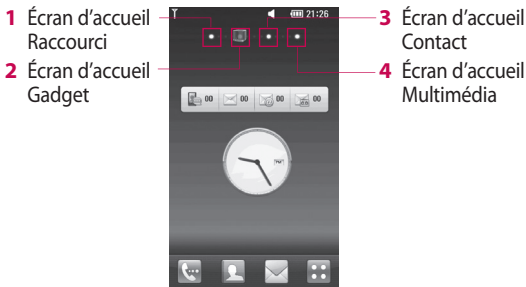 1 Écran d’accueil
Raccourci
2 Écran d’accueil
Gadget
21:26
00 00 00 00
3 Écran d’accueil
Contact
4 Écran d’accueil
Multimédia